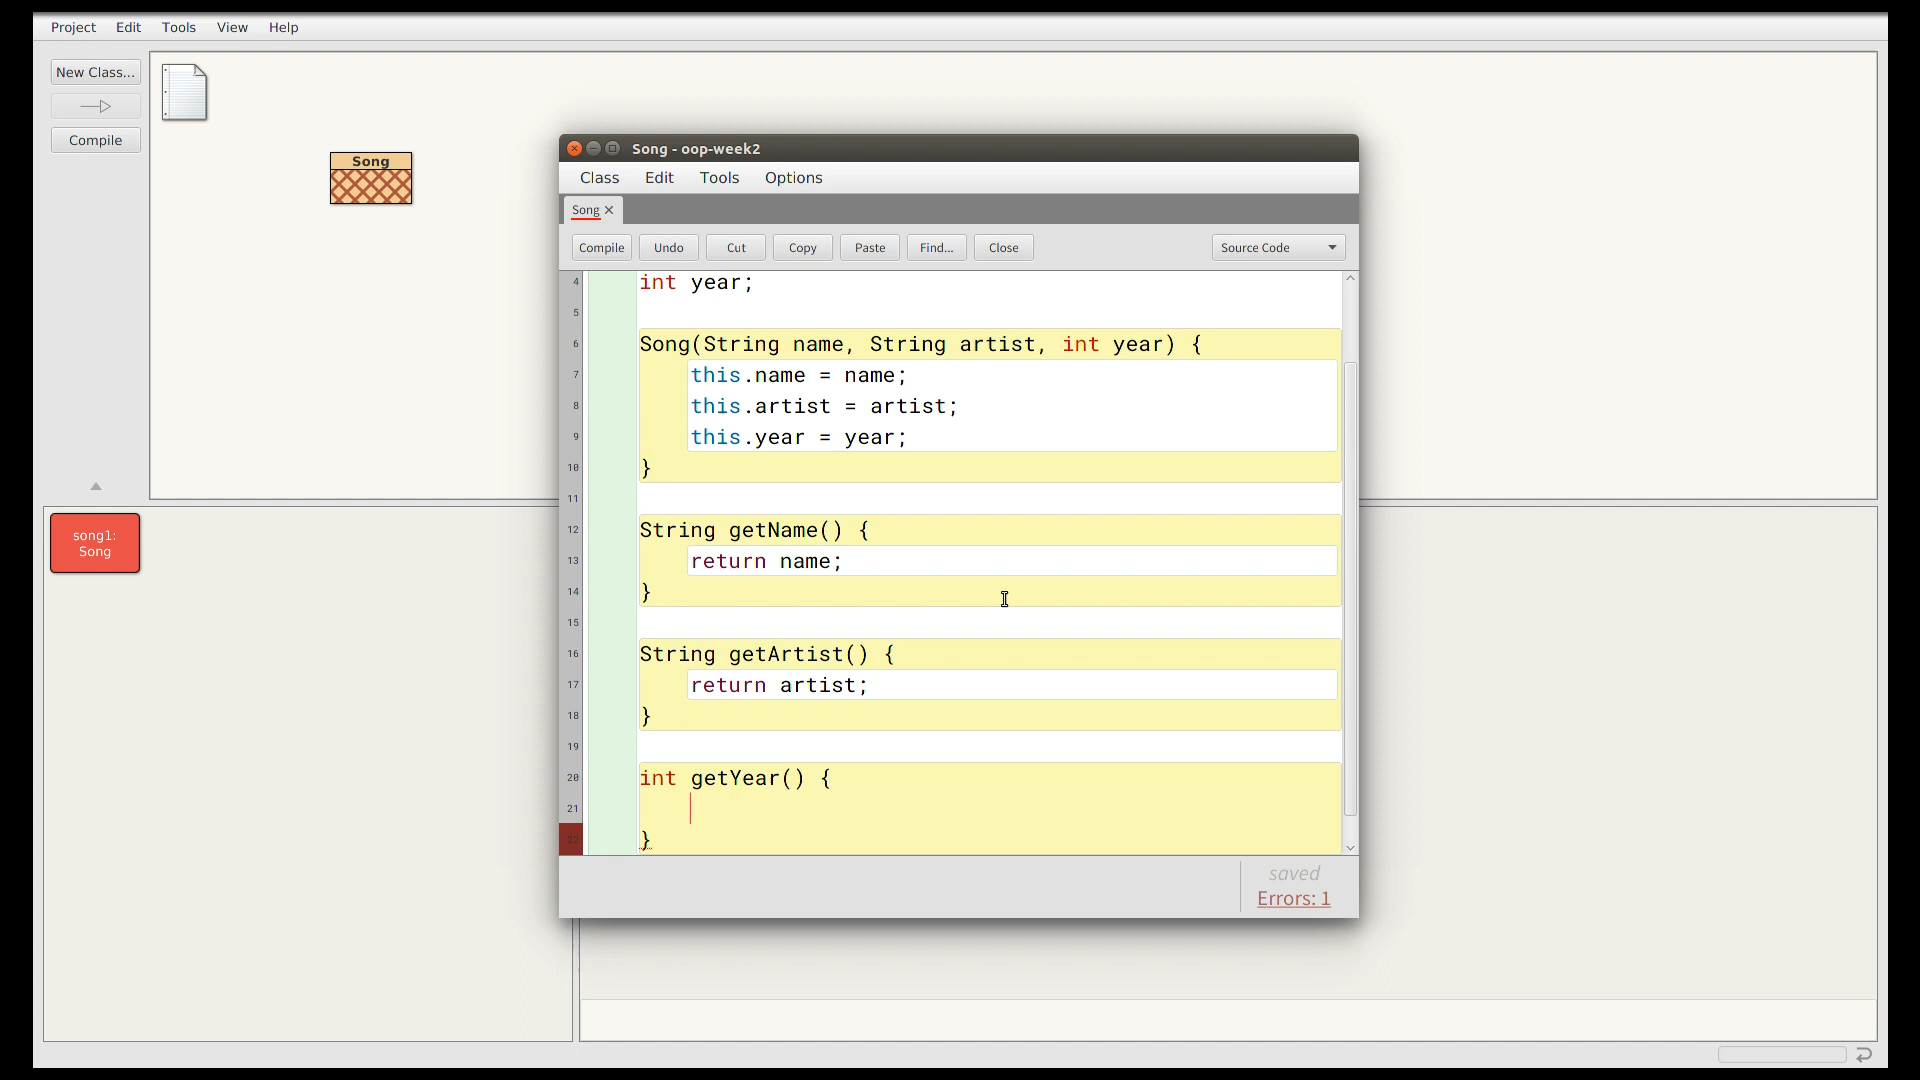 Project Edit Tools View Help
New Class...
Compile
Song
song1:
Song
Song - oop-week2
Class Edit Tools Options
Song
Compile Undo Cut Copy Paste Find... Close Source Code
4 int year;
5
6 Song(String name, String artist, int year) {
7 this.name = name;
8 this.artist = artist;
9 this.year = year;
10 }
11
12 String getName() {
13 return name;
14 }
15
16 String getArtist() {
17 return artist;
18 }
19
20 int getYear() {
21
22 }
saved
Errors: 1